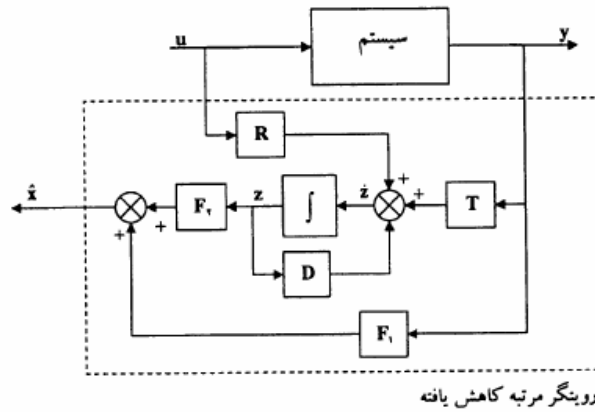 u
سیستم
y
R
+
x̂
+
F₂
z
∫
ż
+
T
+
D
F₁
رویتگر مرتبه کاهش یافته